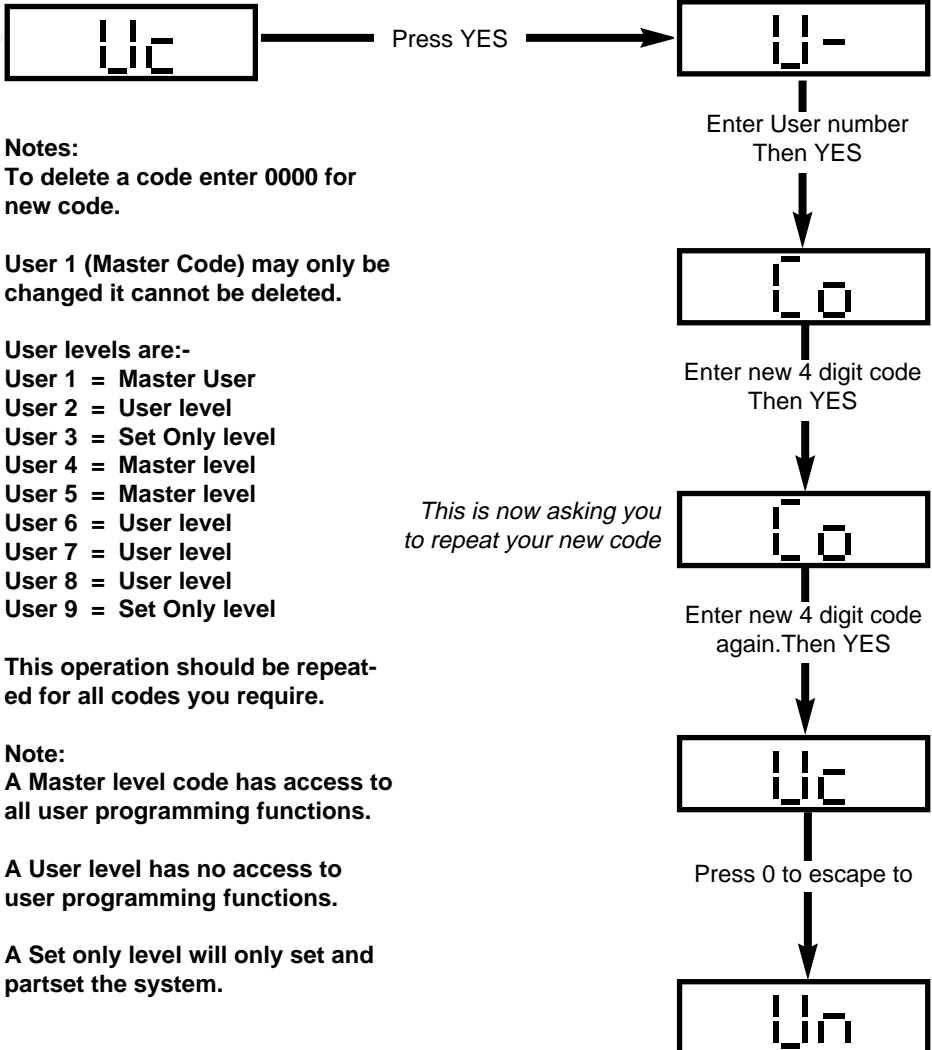 Uc
Press YES
U-
Enter User number
Then YES
Notes:
To delete a code enter 0000 for
new code.
User 1 (Master Code) may only be
changed it cannot be deleted.
User levels are:-
User 1 = Master User
User 2 = User level
User 3 = Set Only level
User 4 = Master level
User 5 = Master level
User 6 = User level
User 7 = User level
User 8 = User level
User 9 = Set Only level
This operation should be repeat-
ed for all codes you require.
Note:
A Master level code has access to
all user programming functions.
A User level has no access to
user programming functions.
A Set only level will only set and
partset the system.
Co
Enter new 4 digit code
Then YES
This is now asking you
to repeat your new code
Co
Enter new 4 digit code
again.Then YES
Uc
Press 0 to escape to
Un